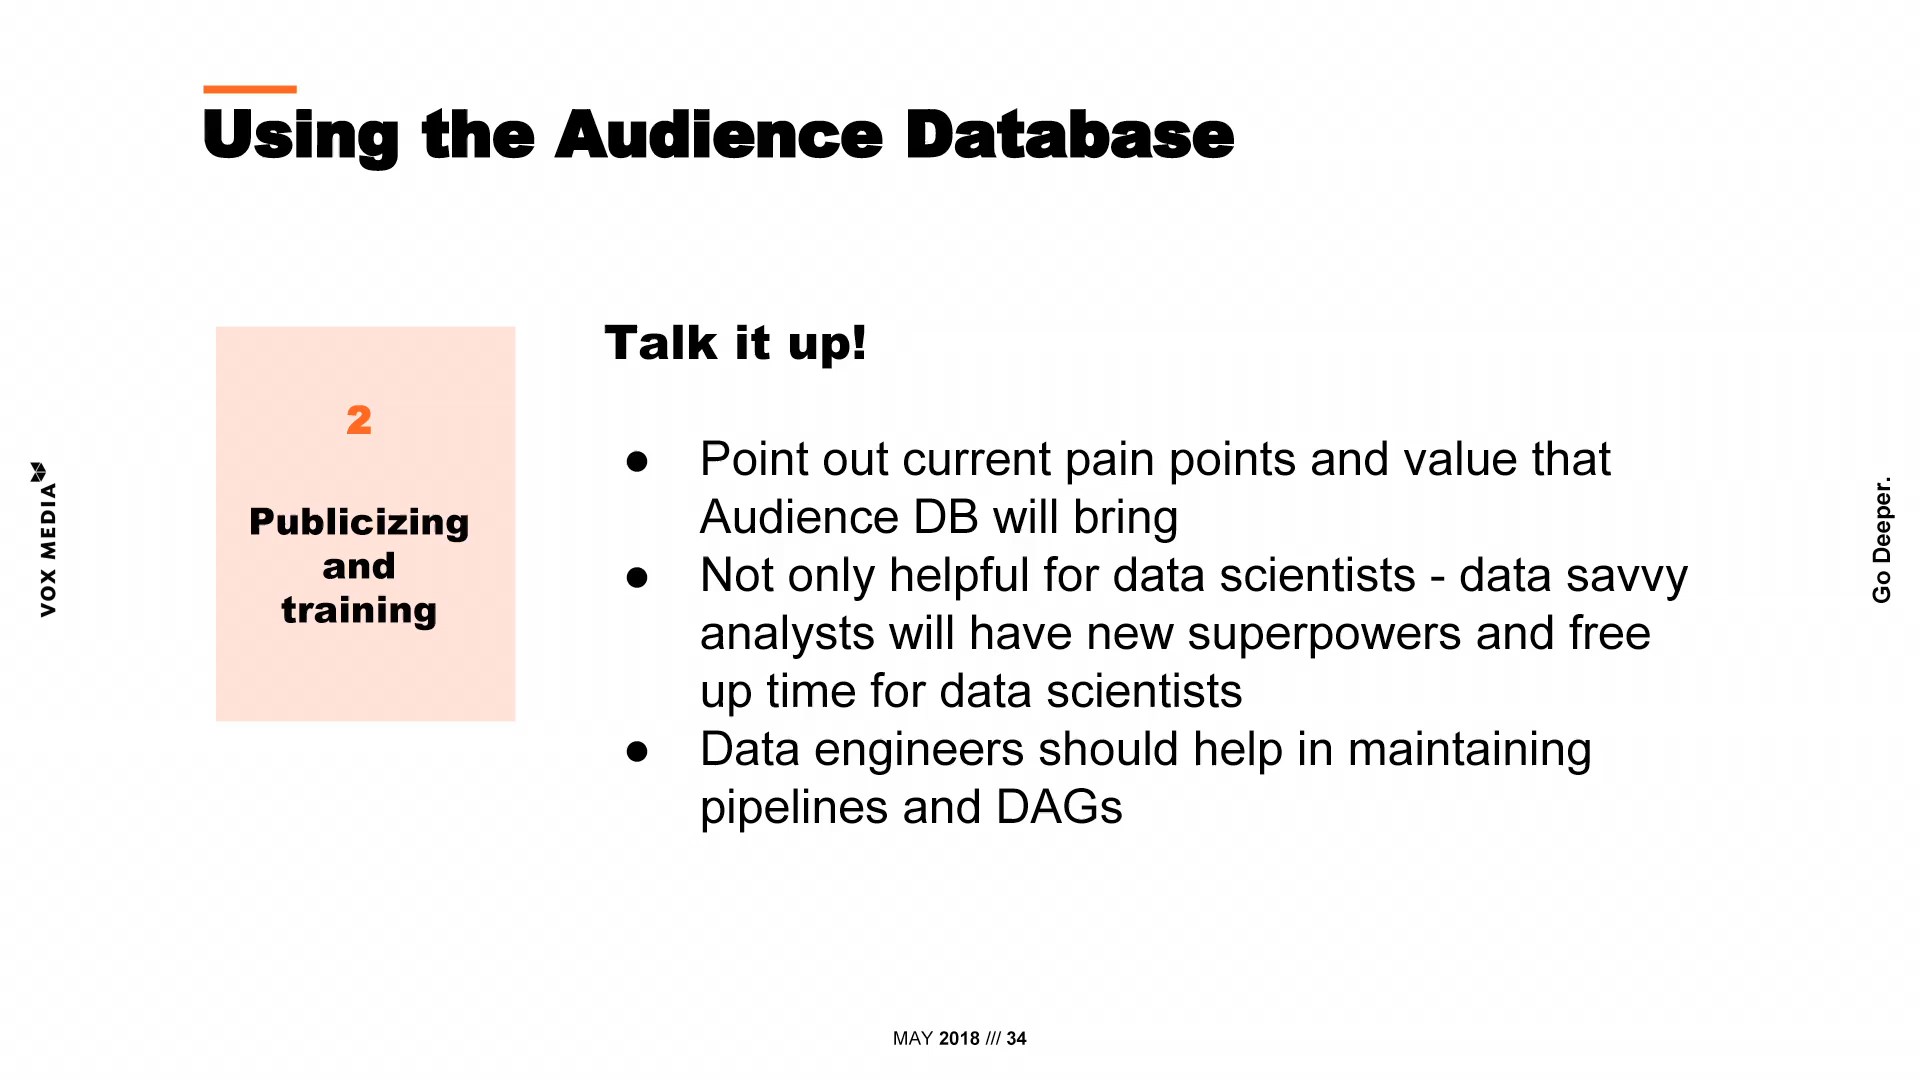 Using the Audience Database
2
Publicizing
and
training
Talk it up!
● Point out current pain points and value that
Audience DB will bring
● Not only helpful for data scientists - data savvy
analysts will have new superpowers and free
up time for data scientists
● Data engineers should help in maintaining
pipelines and DAGs
VOX MEDIA
Go Deeper.
MAY 2018 /// 34